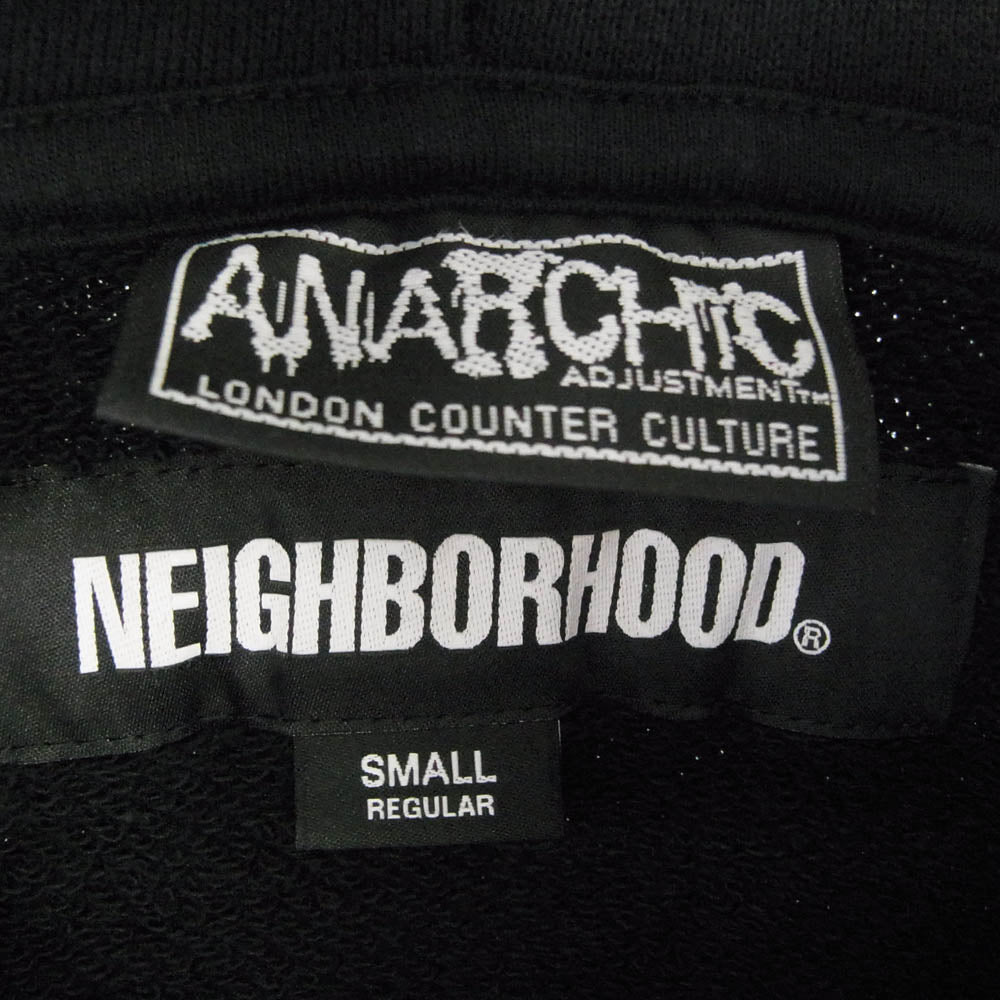 ANARCHIC
ADJUSTMENT™
LONDON COUNTER CULTURE
NEIGHBORHOOD®
SMALL
REGULAR